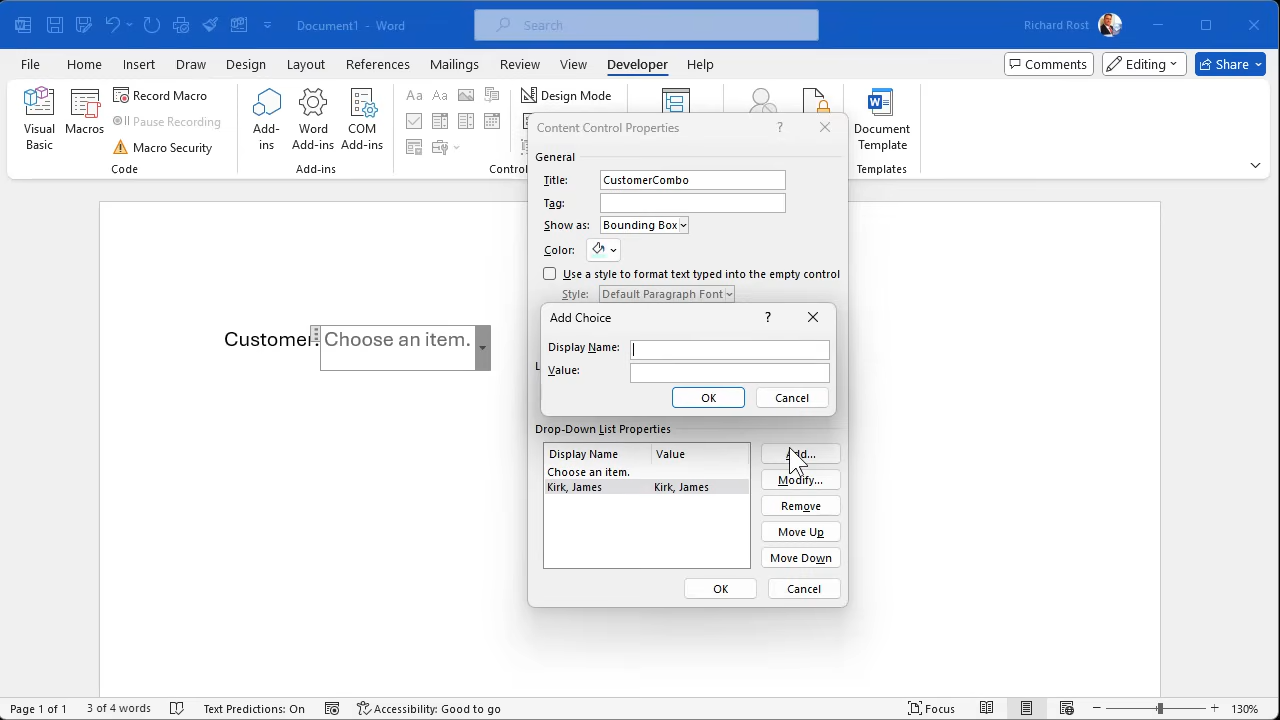 Document1 - Word
Search
Richard Rost
File Home Insert Draw Design Layout References Mailings Review View Developer Help
Comments Editing Share
Visual Basic
Macros
Record Macro
Pause Recording
Macro Security
Code
Add-ins
Word Add-ins
COM Add-ins
Add-ins
Aa Aa
Design Mode
Document Template
Templates
Content Control Properties ?
General
Title: CustomerCombo
Tag:
Show as: Bounding Box
Color:
Use a style to format text typed into the empty control
Style: Default Paragraph Font
Customer: Choose an item.
Add Choice ?
Display Name:
Value:
OK Cancel
Drop-Down List Properties
Display Name Value
Choose an item.
Kirk, James Kirk, James
Add...
Modify...
Remove
Move Up
Move Down
OK Cancel
Page 1 of 1 3 of 4 words Text Predictions: On Accessibility: Good to go Focus 130%